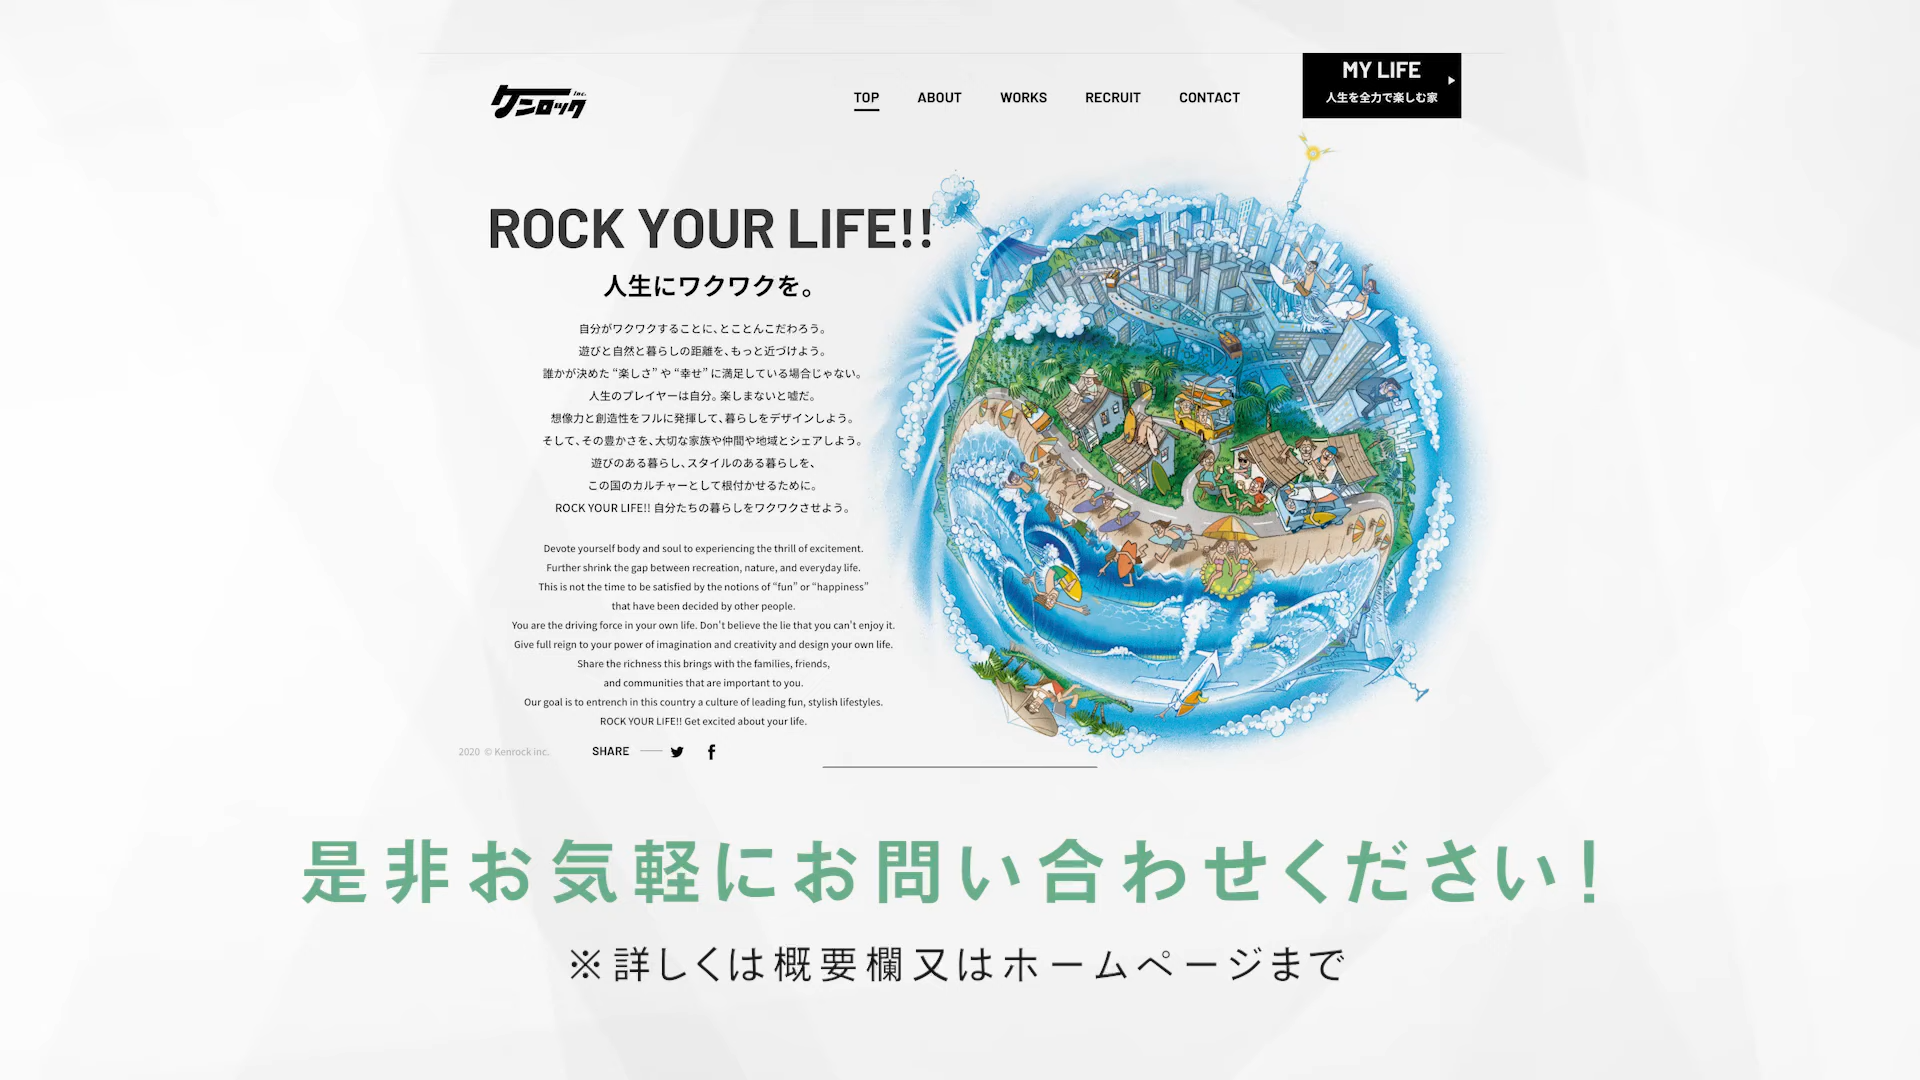 ケンロック Inc.
TOP
ABOUT
WORKS
RECRUIT
CONTACT
MY LIFE
人生を全力で楽しむ家
ROCK YOUR LIFE!!
人生にワクワクを。
自分がワクワクすることに、とことんこだわろう。
遊びと自然と暮らしの距離を、もっと近づけよう。
誰かが決めた “楽しさ” や “幸せ” に満足している場合じゃない。
人生のプレイヤーは自分。楽しまないと嘘だ。
想像力と創造性をフルに発揮して、暮らしをデザインしよう。
そして、その豊かさを、大切な家族や仲間や地域とシェアしよう。
遊びのある暮らし、スタイルのある暮らしを、
この国のカルチャーとして根付かせるために。
ROCK YOUR LIFE!! 自分たちの暮らしをワクワクさせよう。
Devote yourself body and soul to experiencing the thrill of excitement.
Further shrink the gap between recreation, nature, and everyday life.
This is not the time to be satisfied by the notions of “fun” or “happiness”
that have been decided by other people.
You are the driving force in your own life. Don't believe the lie that you can't enjoy it.
Give full reign to your power of imagination and creativity and design your own life.
Share the richness this brings with the families, friends,
and communities that are important to you.
Our goal is to entrench in this country a culture of leading fun, stylish lifestyles.
ROCK YOUR LIFE!! Get excited about your life.
2020 © Kenrock inc.
SHARE
是非お気軽にお問い合わせください！
※詳しくは概要欄又はホームページまで